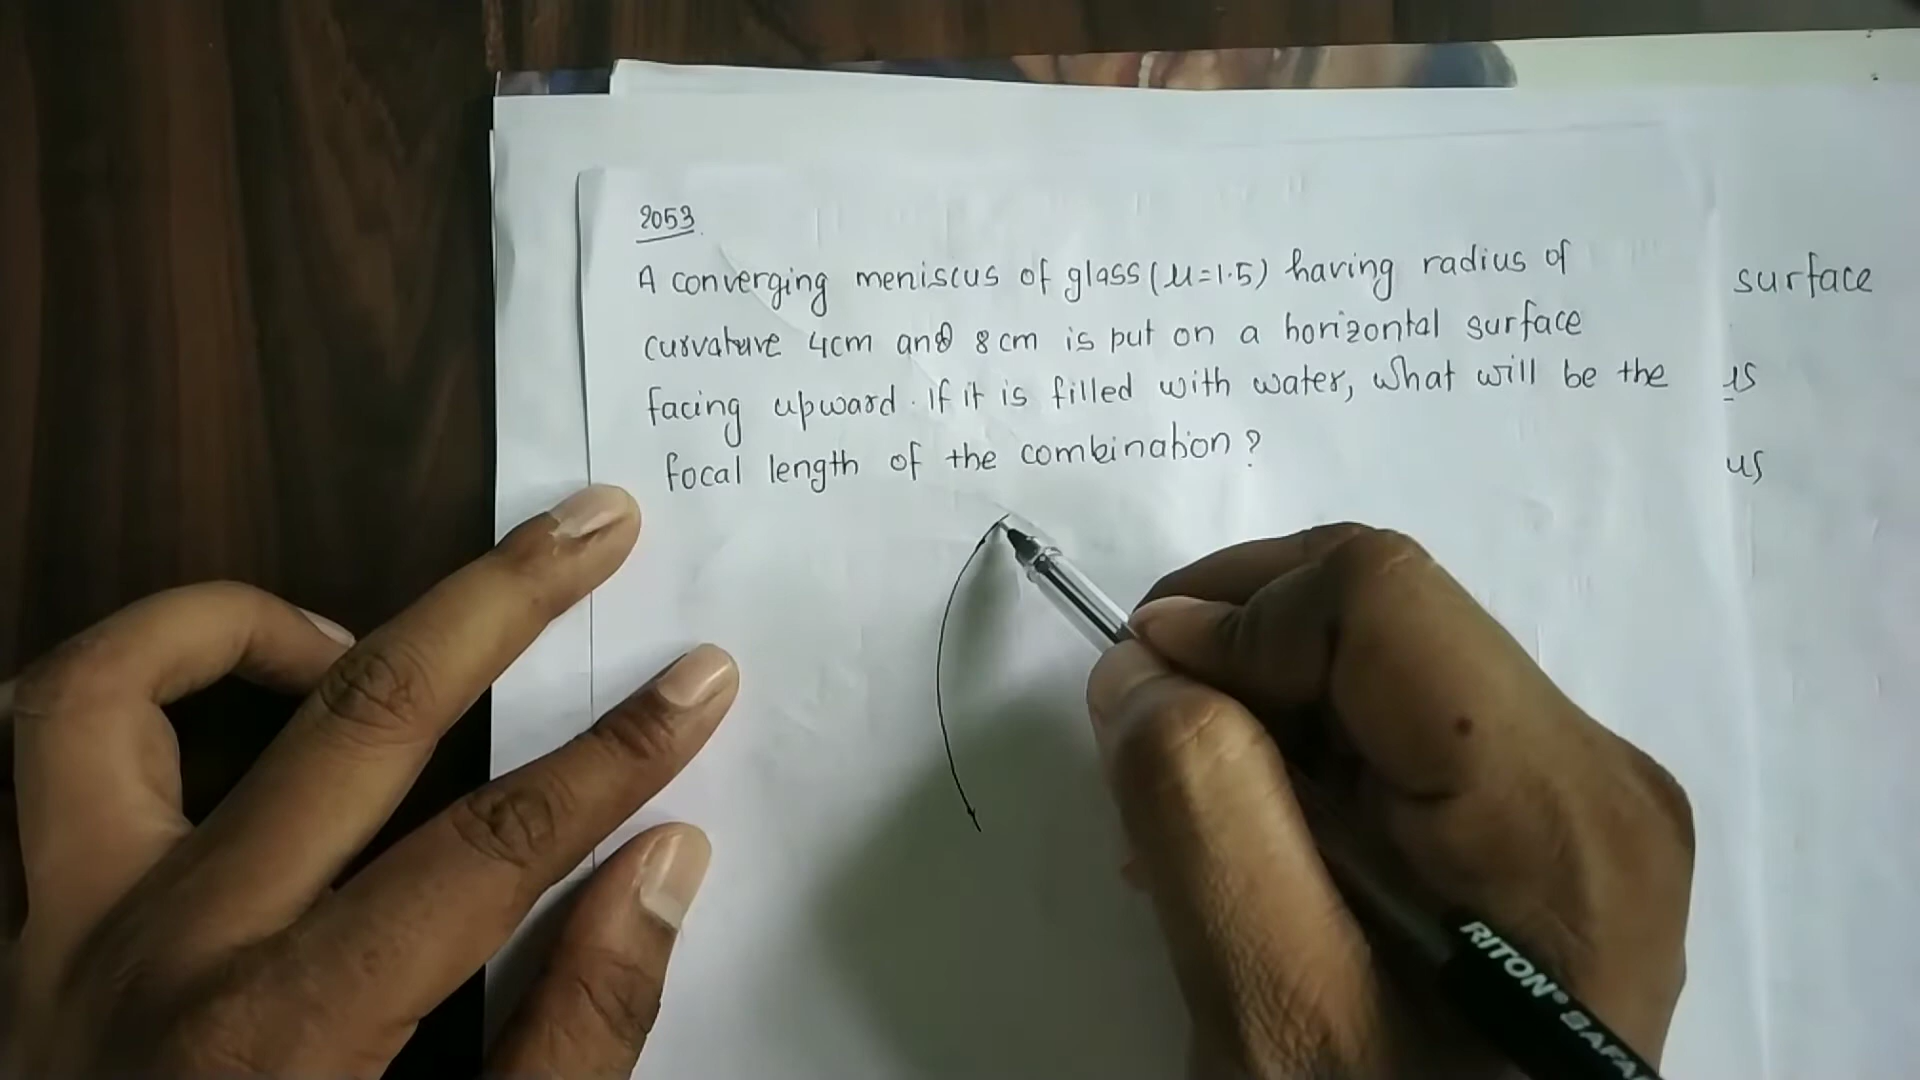 2053
A converging meniscus of glass (μ=1.5) having radius of
curvature 4cm and 8cm is put on a horizontal surface
facing upward. If it is filled with water, what will be the
focal length of the combination?
surface
is
us
RITON® SAFA